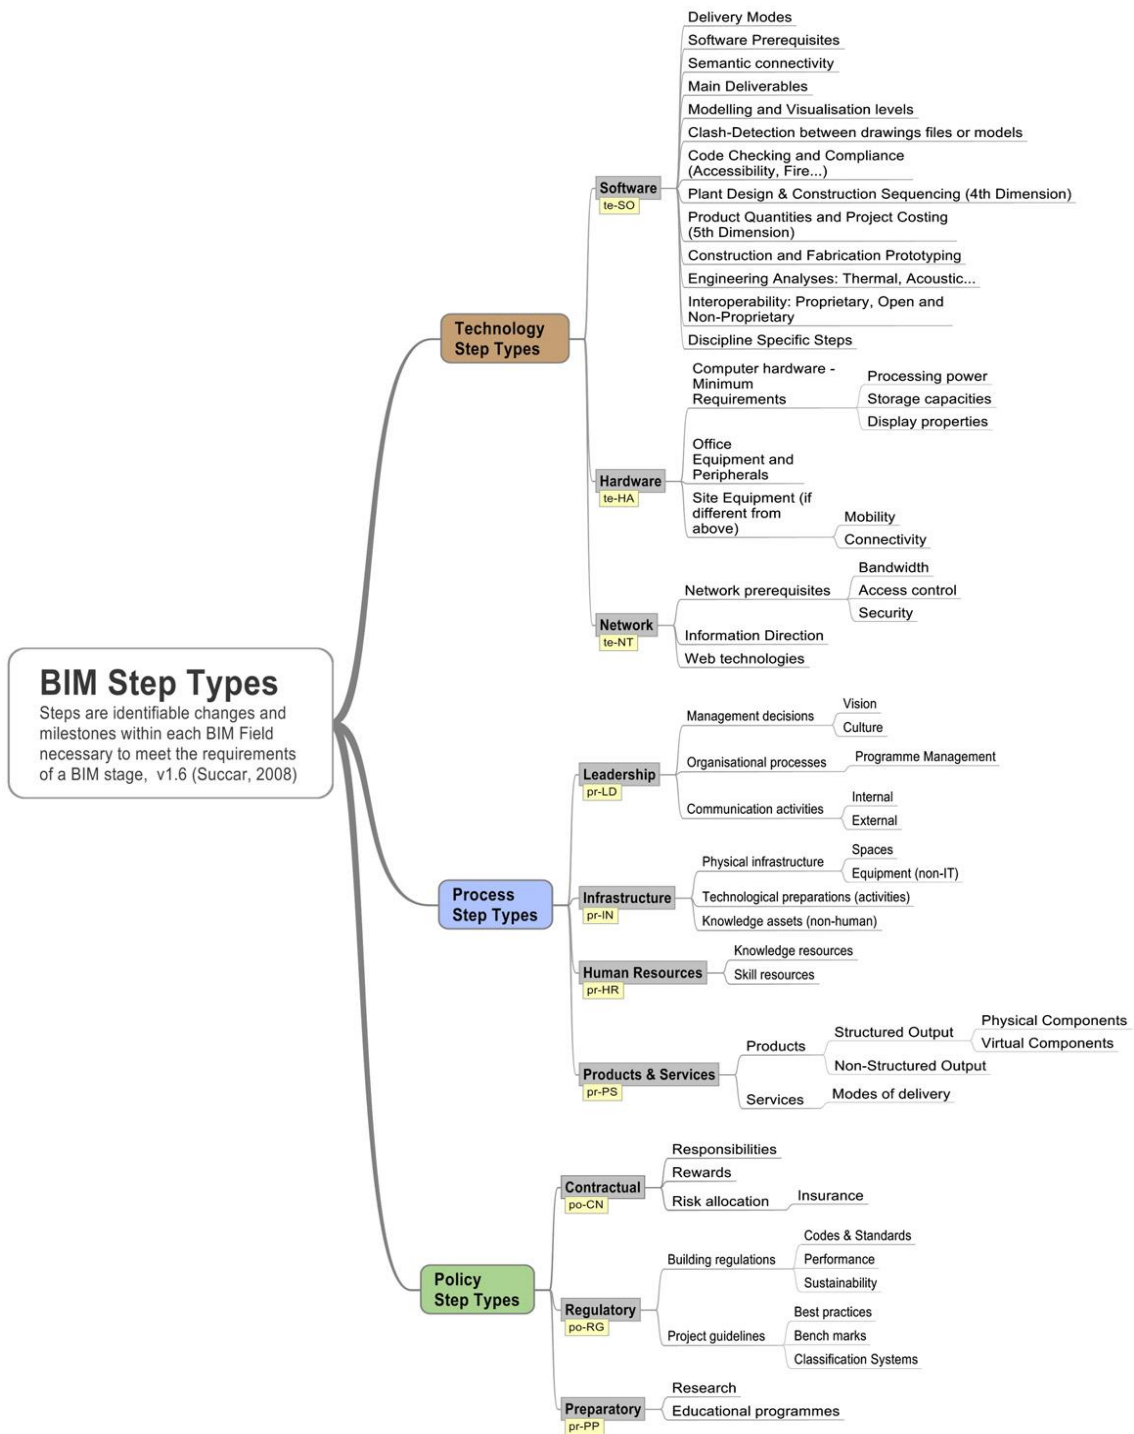 BIM Step Types
Steps are identifiable changes and
milestones within each BIM Field
necessary to meet the requirements
of a BIM stage,  v1.6 (Succar, 2008)
Technology
Step Types
Software
te-SO
Delivery Modes
Software Prerequisites
Semantic connectivity
Main Deliverables
Modelling and Visualisation levels
Clash-Detection between drawings files or models
Code Checking and Compliance
(Accessibility, Fire...)
Plant Design & Construction Sequencing (4th Dimension)
Product Quantities and Project Costing
(5th Dimension)
Construction and Fabrication Prototyping
Engineering Analyses: Thermal, Acoustic...
Interoperability: Proprietary, Open and
Non-Proprietary
Discipline Specific Steps
Hardware
te-HA
Computer hardware -
Minimum
Requirements
Processing power
Storage capacities
Display properties
Office
Equipment and
Peripherals
Site Equipment (if
different from
above)
Mobility
Connectivity
Network
te-NT
Network prerequisites
Bandwidth
Access control
Security
Information Direction
Web technologies
Process
Step Types
Leadership
pr-LD
Management decisions
Vision
Culture
Organisational processes
Programme Management
Communication activities
Internal
External
Infrastructure
pr-IN
Physical infrastructure
Spaces
Equipment (non-IT)
Technological preparations (activities)
Knowledge assets (non-human)
Human Resources
pr-HR
Knowledge resources
Skill resources
Products & Services
pr-PS
Products
Structured Output
Physical Components
Virtual Components
Non-Structured Output
Services
Modes of delivery
Policy
Step Types
Contractual
po-CN
Responsibilities
Rewards
Risk allocation
Insurance
Regulatory
po-RG
Building regulations
Codes & Standards
Performance
Sustainability
Project guidelines
Best practices
Bench marks
Classification Systems
Preparatory
pr-PP
Research
Educational programmes